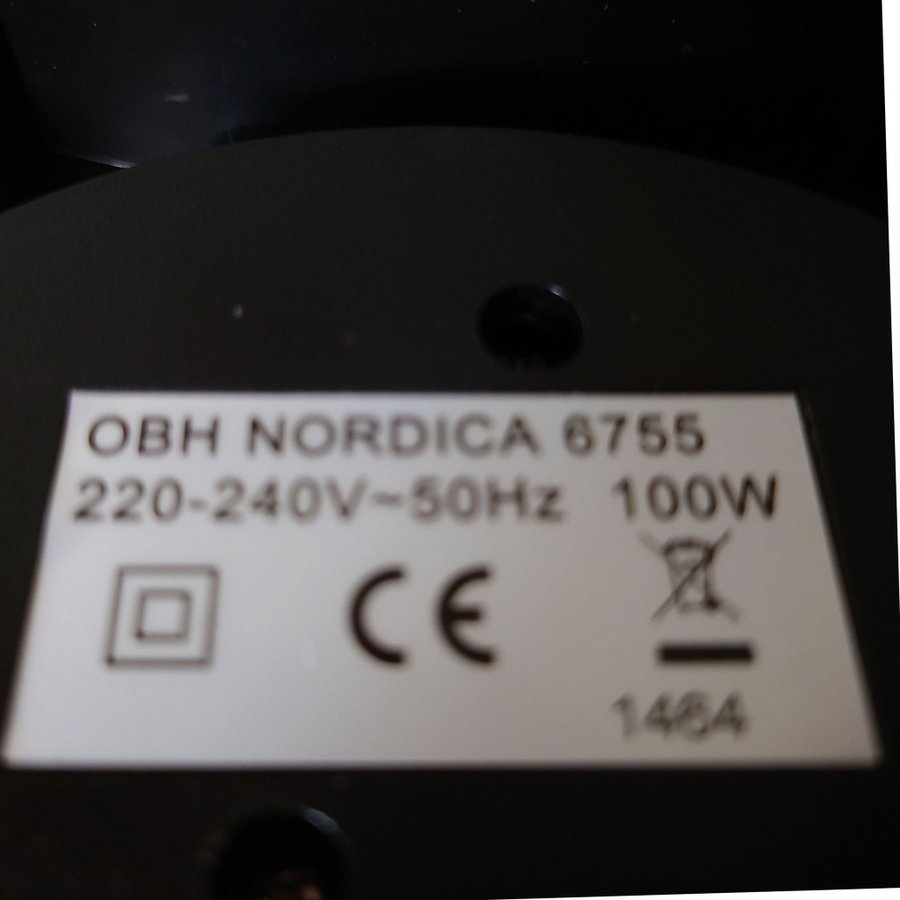 OBH NORDICA 6755
220-240V~50Hz 100W
CE
1464